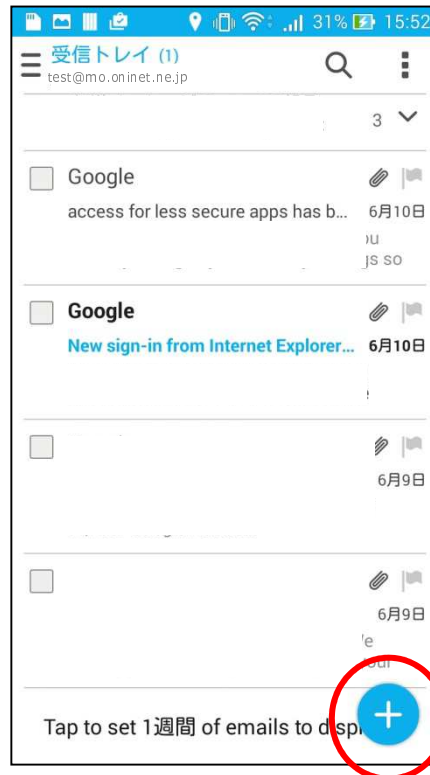 31% 15:52
受信トレイ (1)
test@mo.oninet.ne.jp
3
Google
access for less secure apps has b... 6月10日
gs so
Google
New sign-in from Internet Explorer... 6月10日
6月9日
6月9日
Tap to set 1週間 of emails to